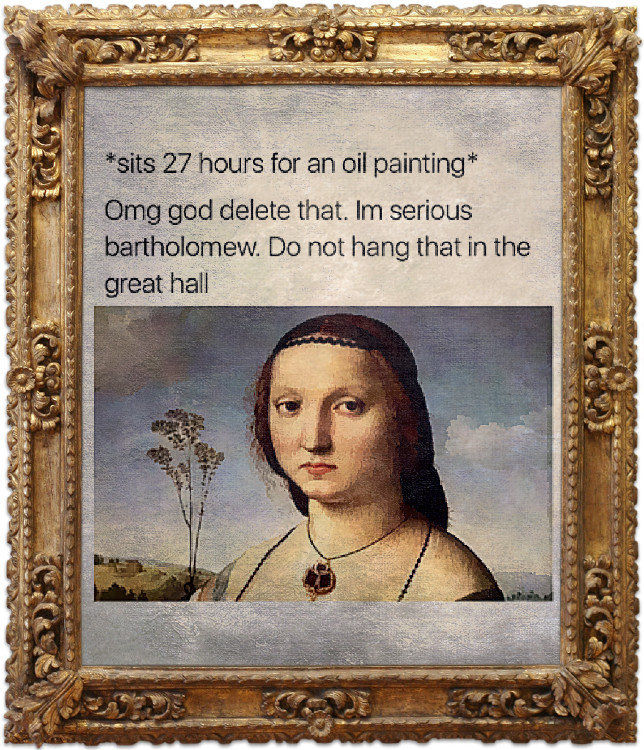 *sits 27 hours for an oil painting*
Omg god delete that. Im serious
bartholomew. Do not hang that in the
great hall